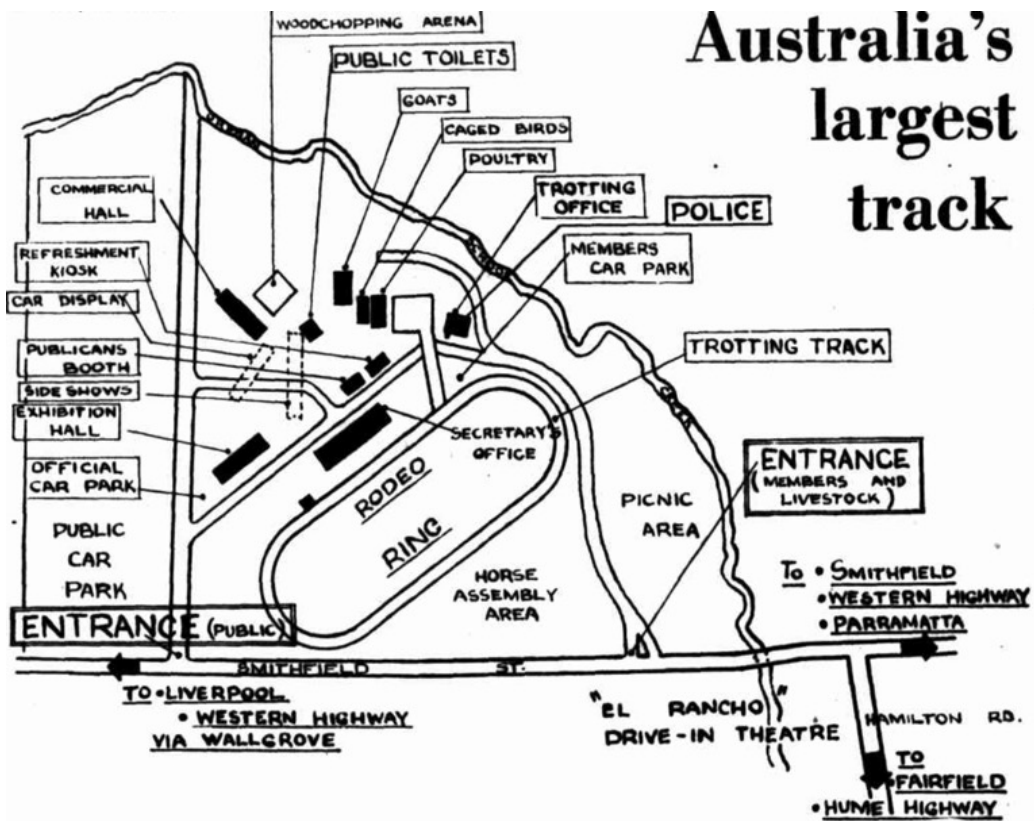 Australia's
largest
track
WOODCHOPPING ARENA
PUBLIC TOILETS
GOATS
CAGED BIRDS
POULTRY
TROTTING
OFFICE
POLICE
MEMBERS
CAR PARK
COMMERCIAL
HALL
REFRESHMENT
KIOSK
CAR DISPLAY
PUBLICANS
BOOTH
SIDE SHOWS
EXHIBITION
HALL
OFFICIAL
CAR PARK
PUBLIC
CAR
PARK
TROTTING TRACK
SECRETARY'S
OFFICE
RODEO
RING
HORSE
ASSEMBLY
AREA
PICNIC
AREA
ENTRANCE
(MEMBERS AND
LIVESTOCK)
CREEK
ENTRANCE (PUBLIC)
SMITHFIELD ST.
TO • SMITHFIELD
• WESTERN HIGHWAY
• PARRAMATTA
TO • LIVERPOOL
• WESTERN HIGHWAY
VIA WALLGROVE
"EL RANCHO"
DRIVE-IN THEATRE
HAMILTON RD.
TO
• FAIRFIELD
• HUME HIGHWAY